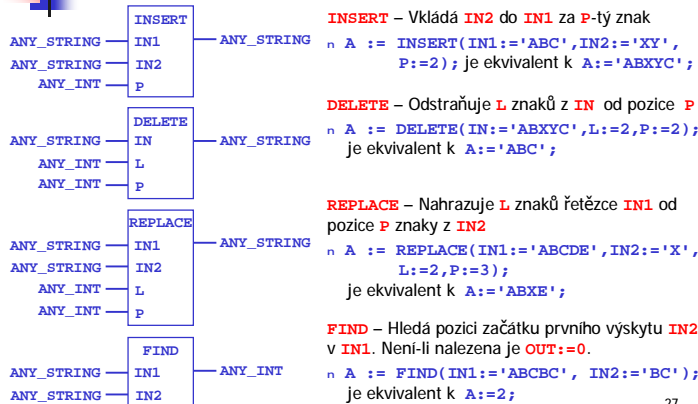 INSERT
ANY_STRING IN1 ANY_STRING
ANY_STRING IN2
ANY_INT P
INSERT – Vkládá IN2 do IN1 za P-tý znak
n A := INSERT(IN1:='ABC',IN2:='XY',
P:=2); je ekvivalent k A:='ABXYC';
DELETE
ANY_STRING IN ANY_STRING
ANY_INT L
ANY_INT P
DELETE – Odstraňuje L znaků z IN od pozice P
n A := DELETE(IN:='ABXYC',L:=2,P:=2);
je ekvivalent k A:='ABC';
REPLACE
ANY_STRING IN1 ANY_STRING
ANY_STRING IN2
ANY_INT L
ANY_INT P
REPLACE – Nahrazuje L znaků řetězce IN1 od
pozice P znaky z IN2
n A := REPLACE(IN1:='ABCDE',IN2:='X',
L:=2,P:=3);
je ekvivalent k A:='ABXE';
FIND
ANY_STRING IN1 ANY_INT
ANY_STRING IN2
FIND – Hledá pozici začátku prvního výskytu IN2
v IN1. Není-li nalezena je OUT:=0.
n A := FIND(IN1:='ABCBC', IN2:='BC');
je ekvivalent k A:=2;
27